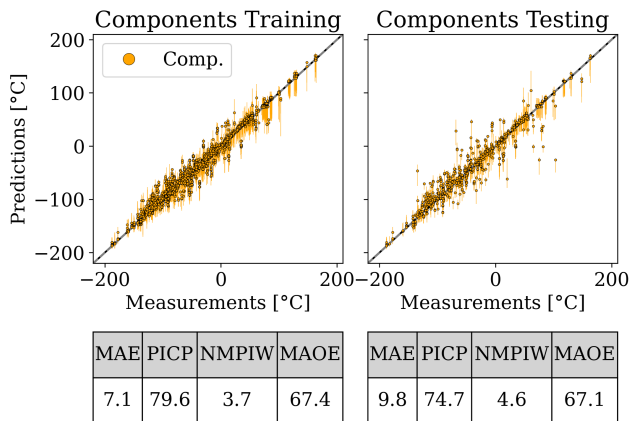 Components Training
Components Testing
Comp.
Predictions [°C]
200
100
0
−100
−200
−200 0 200
−200 0 200
Measurements [°C]
Measurements [°C]
MAE PICP NMPIW MAOE
7.1 79.6 3.7 67.4
MAE PICP NMPIW MAOE
9.8 74.7 4.6 67.1